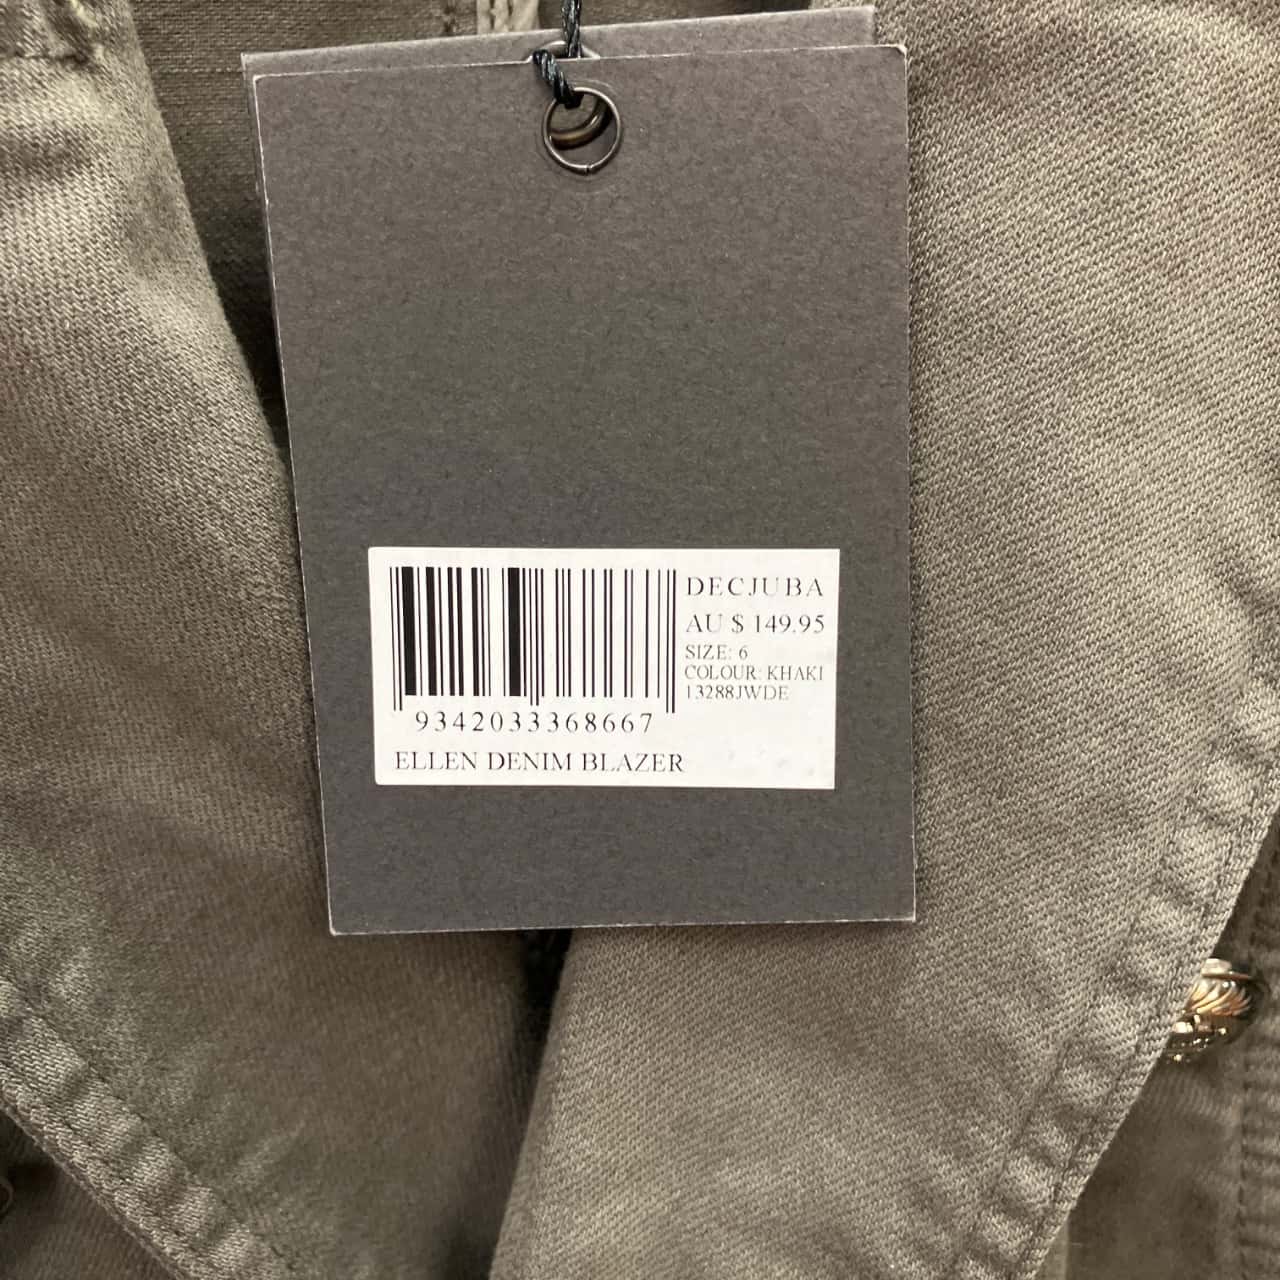 DECJUBA
AU $ 149.95
SIZE: 6
COLOUR: KHAKI
13288JWDE
9342033368667
ELLEN DENIM BLAZER